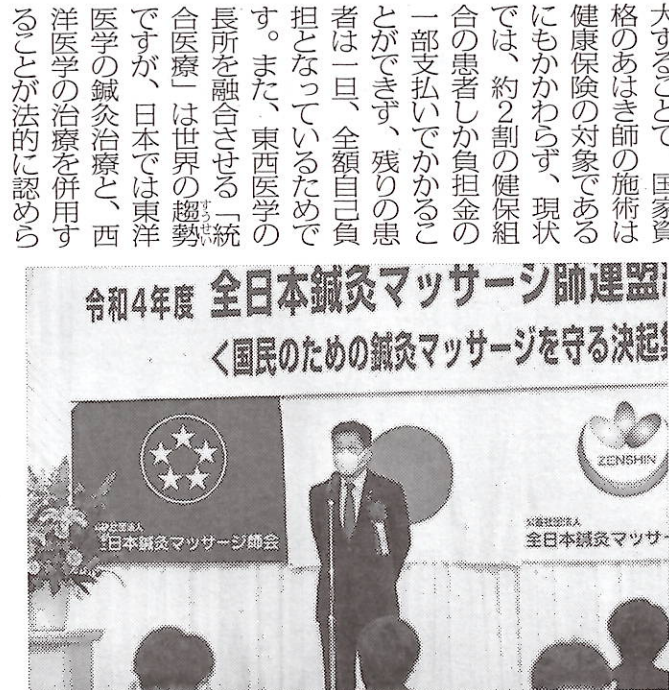 大することで、国家資
格のあはき師の施術は
健康保険の対象である
にもかかわらず、現状
では、約2割の健保組
合の患者しか負担金の
一部支払いでかかるこ
とができず、残りの患
者は一旦、全額自己負
担となっているためで
す。また、東西医学の
長所を融合させる「統
合医療」は世界の趨勢
すうせい
ですが、日本では東洋
医学の鍼灸治療と、西
洋医学の治療を併用す
ることが法的に認めら
令和4年度 全日本鍼灸マッサージ師連盟
<国民のための鍼灸マッサージを守る決起
社団法人
日本鍼灸マッサージ師会
ZENSHIN
公益社団法人
全日本鍼灸マッサー